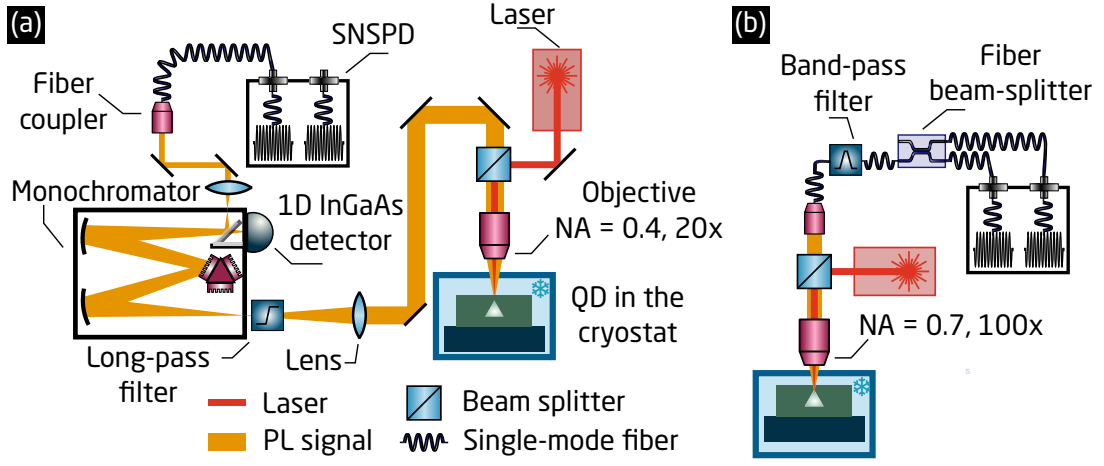 (a)
SNSPD
Laser
Fiber
coupler
Monochromator
1D InGaAs
detector
Objective
NA = 0.4, 20x
QD in the
cryostat
Long-pass
filter
Lens
Laser
PL signal
Beam splitter
Single-mode fiber
(b)
Band-pass
filter
Fiber
beam-splitter
NA = 0.7, 100x
s